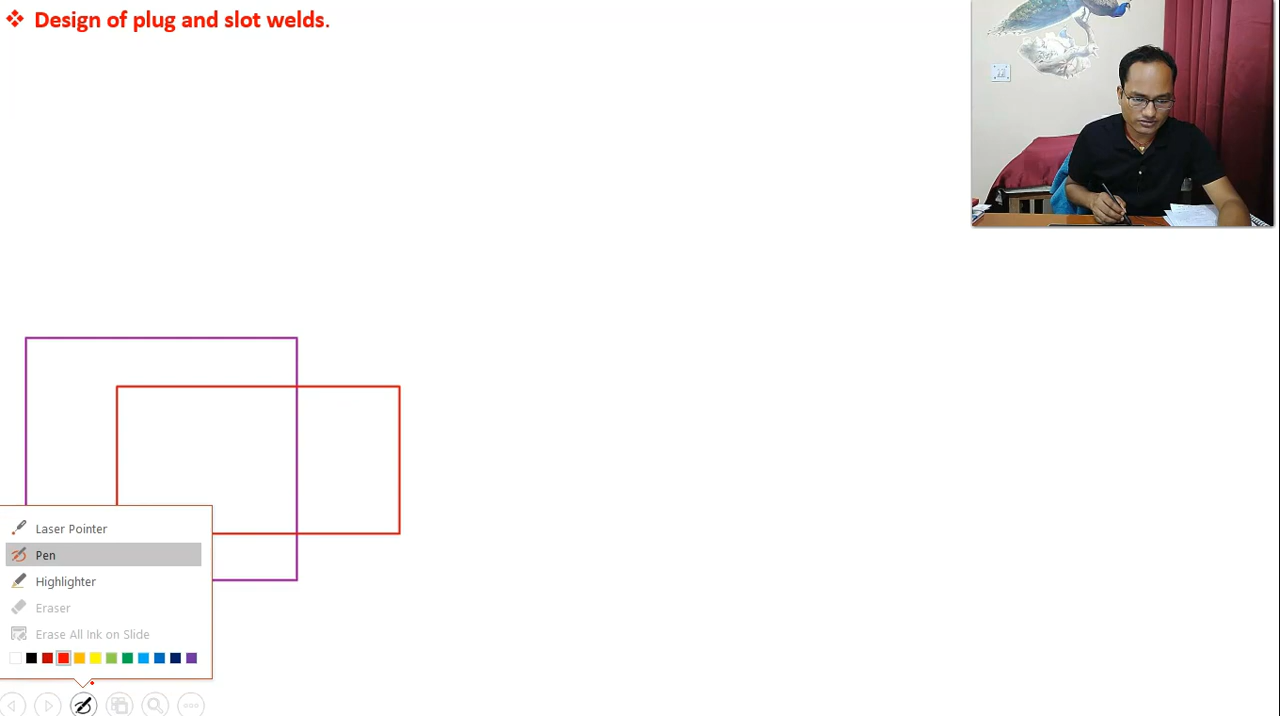 ❖ Design of plug and slot welds.
Laser Pointer
Pen
Highlighter
Eraser
Erase All Ink on Slide